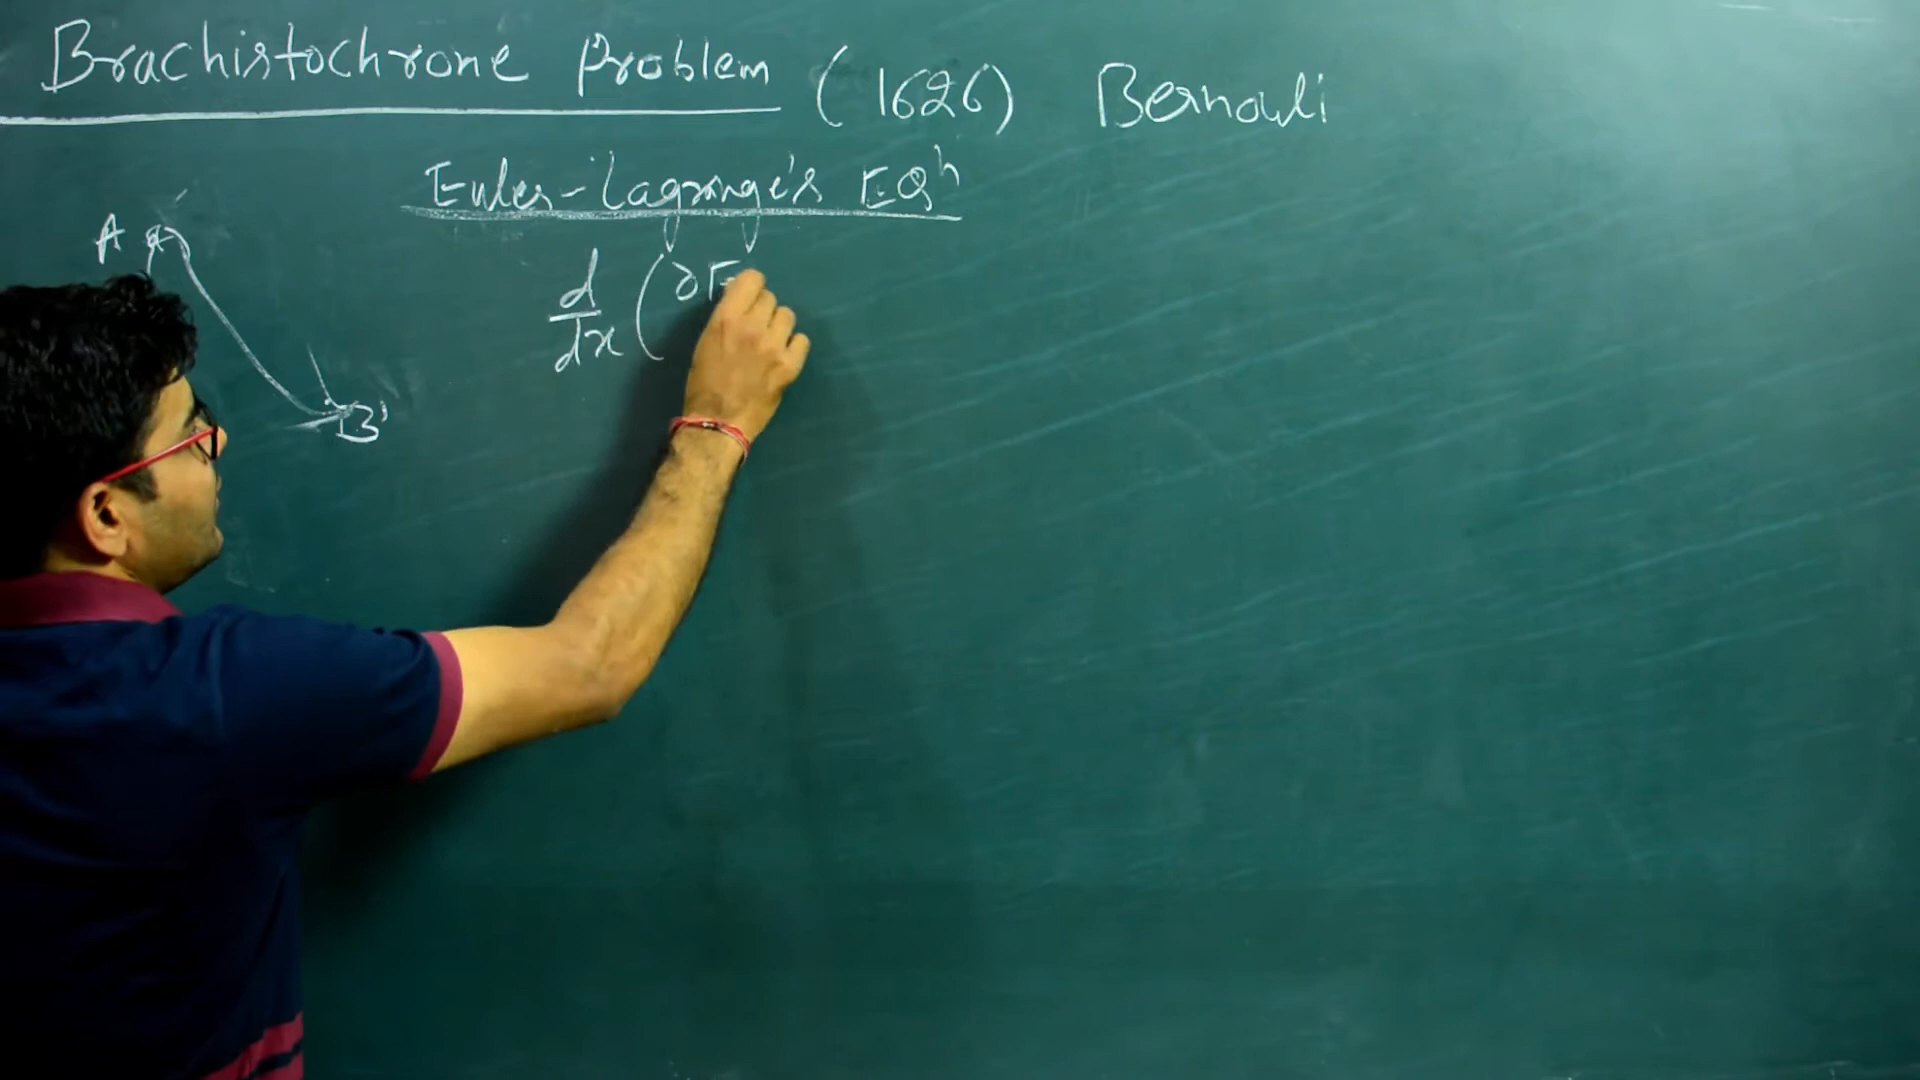 Brachistochrone Problem (1626) Bernouli
Euler-Lagrange's EQn
A
B
d/dx (∂F